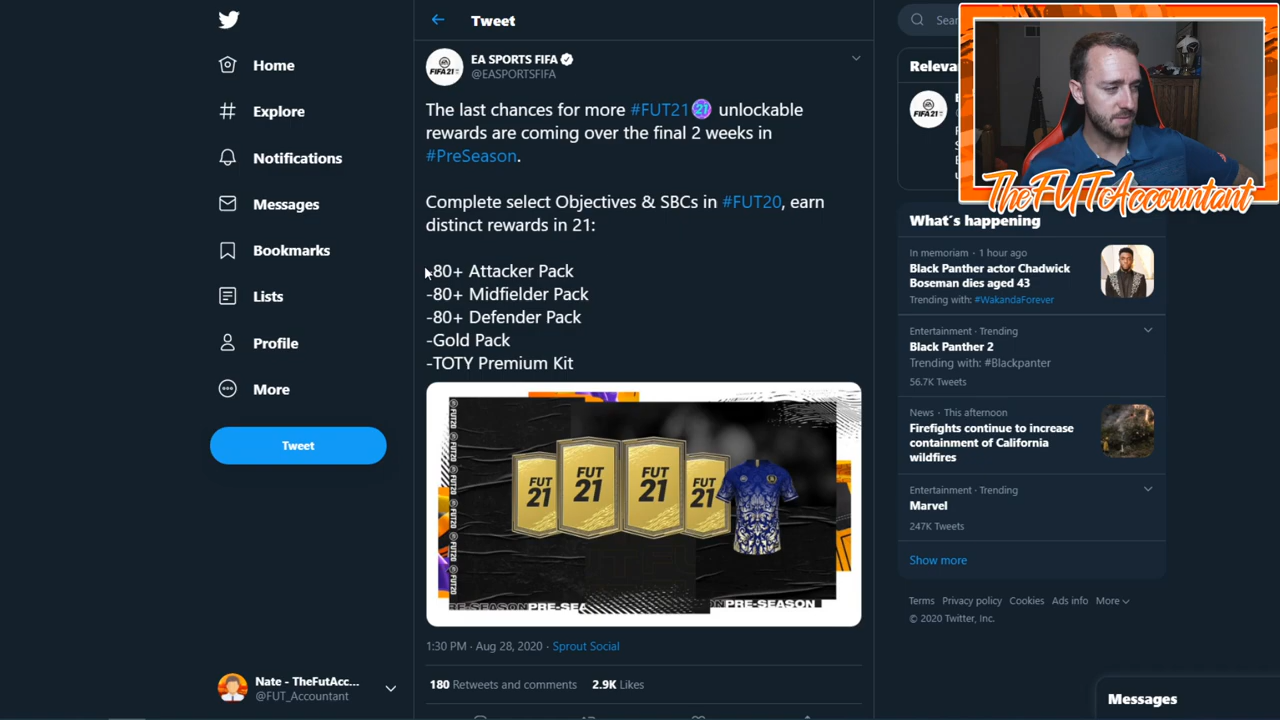 Home
Explore
Notifications
Messages
Bookmarks
Lists
Profile
More
Tweet
Nate - TheFutAcc...
@FUT_Accountant
Tweet
EA SPORTS FIFA
@EASPORTSFIFA
The last chances for more #FUT21 unlockable
rewards are coming over the final 2 weeks in
#PreSeason.
Complete select Objectives & SBCs in #FUT20, earn
distinct rewards in 21:
-80+ Attacker Pack
-80+ Midfielder Pack
-80+ Defender Pack
-Gold Pack
-TOTY Premium Kit
FUT 21
FUT 21
FUT 21
FUT 21
PRE-SEASON
1:30 PM · Aug 28, 2020 · Sprout Social
180 Retweets and comments 2.9K Likes
TheFUTAccountant
What's happening
In memoriam · 1 hour ago
Black Panther actor Chadwick
Boseman dies aged 43
Trending with: #WakandaForever
Entertainment · Trending
Black Panther 2
Trending with: #Blackpanter
56.7K Tweets
News · This afternoon
Firefights continue to increase
containment of California
wildfires
Entertainment · Trending
Marvel
247K Tweets
Show more
Terms Privacy policy Cookies Ads info More
© 2020 Twitter, Inc.
Messages